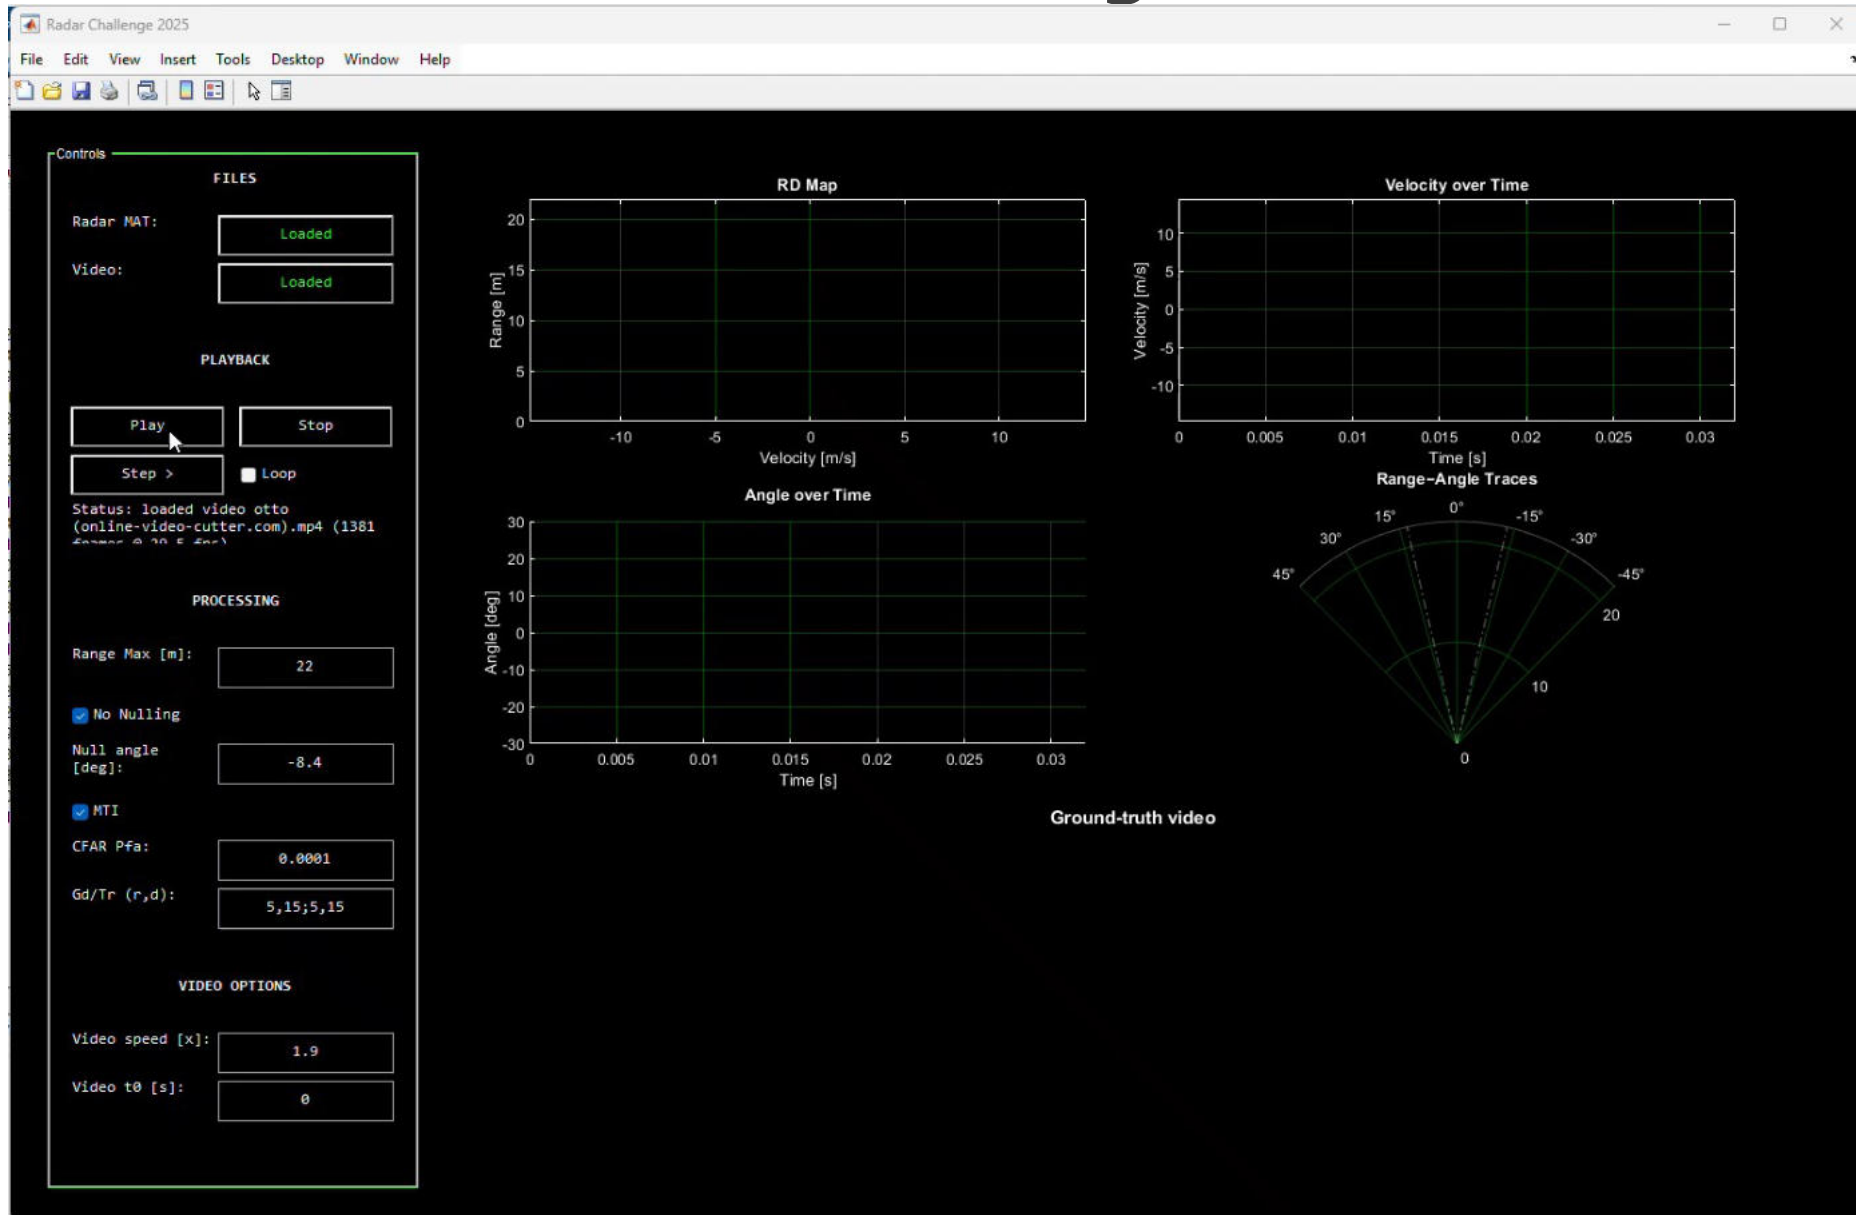 Radar Challenge 2025
File Edit View Insert Tools Desktop Window Help
Controls
FILES
Radar MAT: Loaded
Video: Loaded
PLAYBACK
Play Stop
Step > Loop
Status: loaded video otto
(online-video-cutter.com).mp4 (1381
frames @ 29.5 fps)
PROCESSING
Range Max [m]: 22
No Nulling
Null angle
[deg]: -8.4
MTI
CFAR Pfa: 0.0001
Gd/Tr (r,d): 5,15;5,15
VIDEO OPTIONS
Video speed [x]: 1.9
Video t0 [s]: 0
RD Map
Range [m]
20
15
10
5
0
-10 -5 0 5 10
Velocity [m/s]
Velocity over Time
Velocity [m/s]
10
5
0
-5
-10
0 0.005 0.01 0.015 0.02 0.025 0.03
Time [s]
Angle over Time
Angle [deg]
30
20
10
0
-10
-20
-30
0 0.005 0.01 0.015 0.02 0.025 0.03
Time [s]
Range-Angle Traces
45° 30° 15° 0° -15° -30° -45°
20
10
0
Ground-truth video